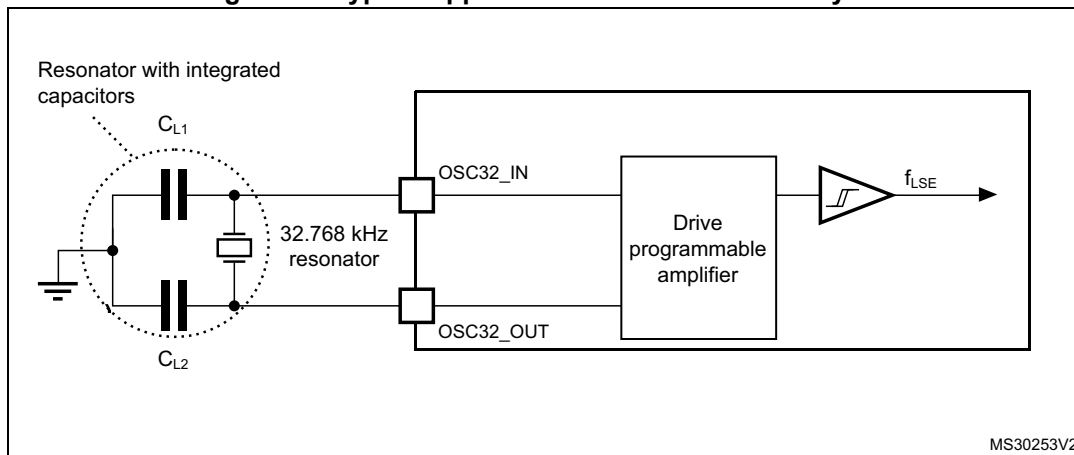 Resonator with integrated
capacitors
C_L1
OSC32_IN
32.768 kHz
resonator
Drive
programmable
amplifier
f_LSE
OSC32_OUT
C_L2
MS30253V2